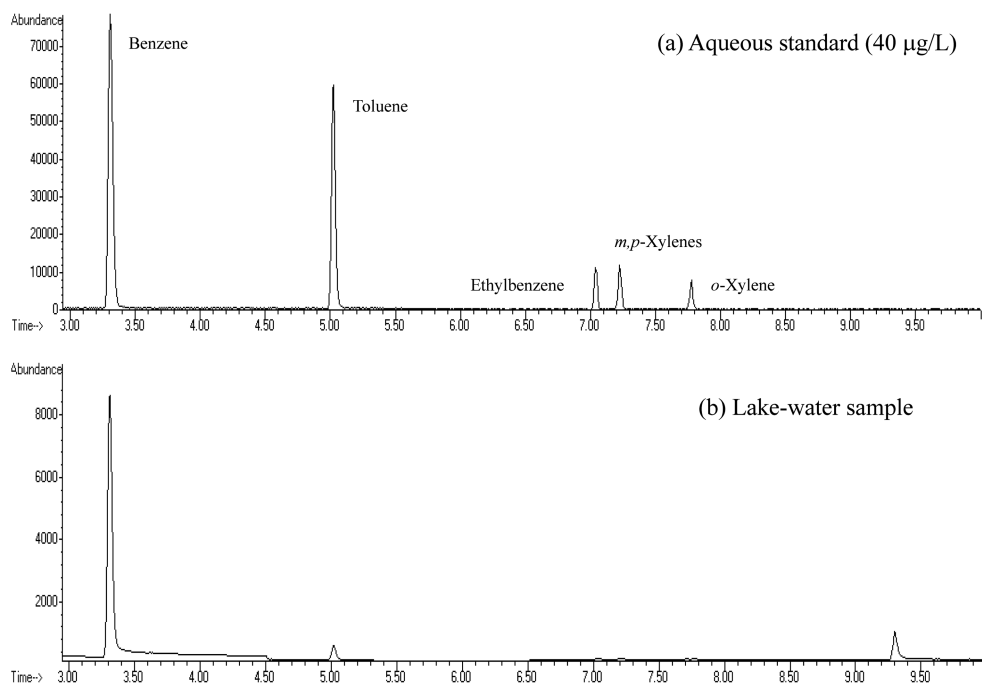 Abundance
Benzene
(a) Aqueous standard (40 µg/L)
70000
Toluene
60000
50000
40000
30000
20000
m,p-Xylenes
10000
Ethylbenzene
o-Xylene
0
Time-->
3.00 3.50 4.00 4.50 5.00 5.50 6.00 6.50 7.00 7.50 8.00 8.50 9.00 9.50
Abundance
(b) Lake-water sample
8000
6000
4000
2000
Time-->
3.00 3.50 4.00 4.50 5.00 5.50 6.00 6.50 7.00 7.50 8.00 8.50 9.00 9.50